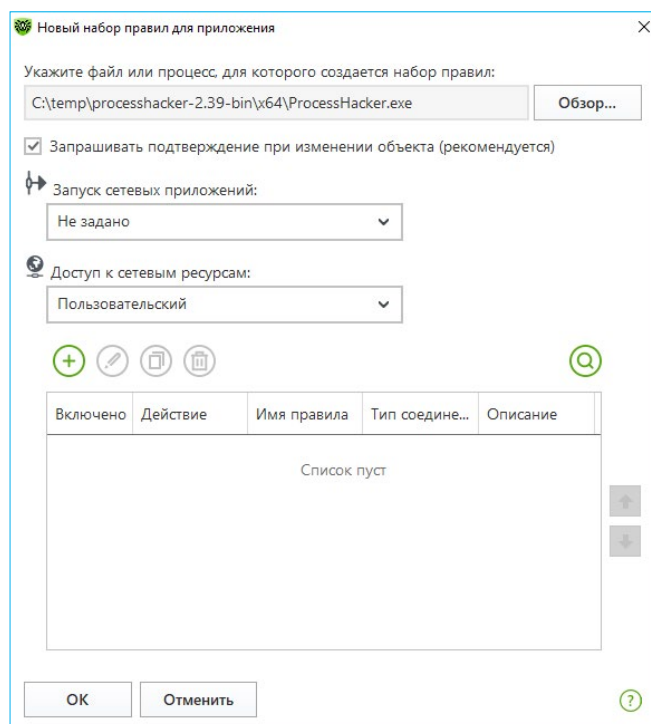 Новый набор правил для приложения
Укажите файл или процесс, для которого создается набор правил:
C:\temp\processhacker-2.39-bin\x64\ProcessHacker.exe
Обзор...
Запрашивать подтверждение при изменении объекта (рекомендуется)
Запуск сетевых приложений:
Не задано
Доступ к сетевым ресурсам:
Пользовательский
Включено Действие Имя правила Тип соедине... Описание
Список пуст
ОК Отменить ?